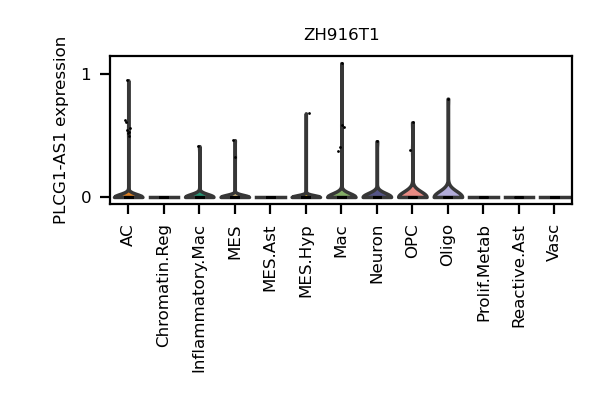 ZH916T1
PLCG1-AS1 expression
1
0
AC
Chromatin.Reg
Inflammatory.Mac
MES
MES.Ast
MES.Hyp
Mac
Neuron
OPC
Oligo
Prolif.Metab
Reactive.Ast
Vasc